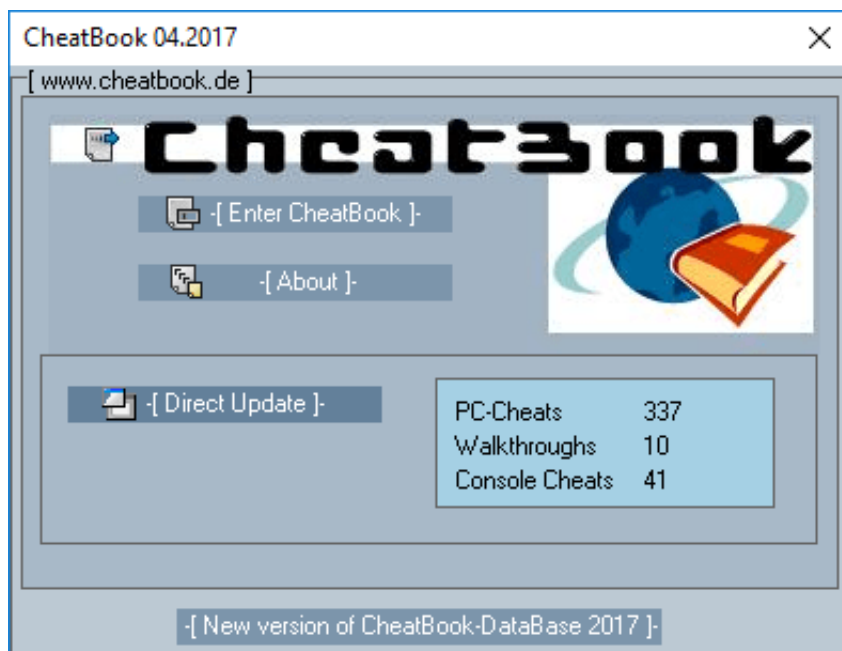 CheatBook 04.2017
-[ www.cheatbook.de ]
CheatBook
-[ Enter CheatBook ]-
-[ About ]-
-[ Direct Update ]-
PC-Cheats 337
Walkthroughs 10
Console Cheats 41
-[ New version of CheatBook-DataBase 2017 ]-